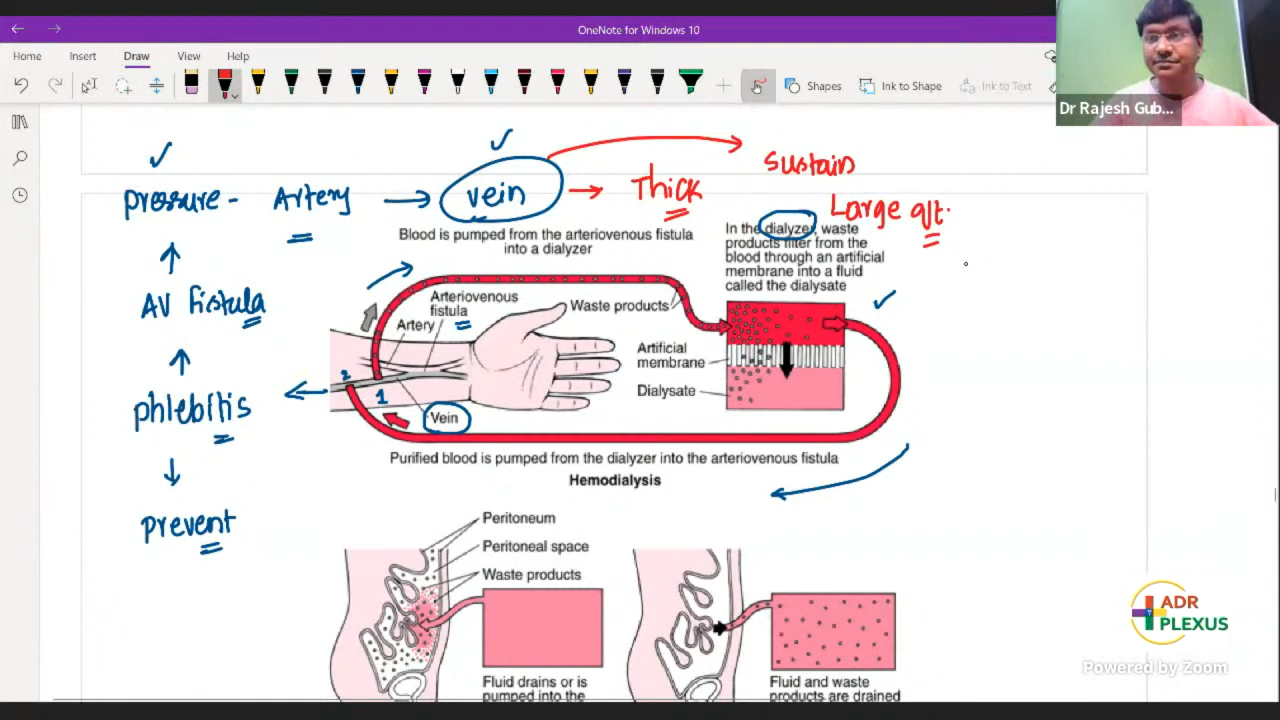 OneNote for Windows 10
Home Insert Draw View Help
Shapes Ink to Shape Ink to Text
Dr Rajesh Gub...
pressure - Artery → vein → Thick
Sustain
Large qt.
Blood is pumped from the arteriovenous fistula
into a dialyzer
In the dialyzer, waste
products filter from the
blood through an artificial
membrane into a fluid
called the dialysate
AV fistula
Arteriovenous
fistula
Artery
Waste products
Artificial
membrane
Dialysate
2
1
phlebitis
Vein
Purified blood is pumped from the dialyzer into the arteriovenous fistula
Hemodialysis
prevent
Peritoneum
Peritoneal space
Waste products
Fluid drains or is
pumped into the
Fluid and waste
products are drained
ADR
PLEXUS
Powered by Zoom